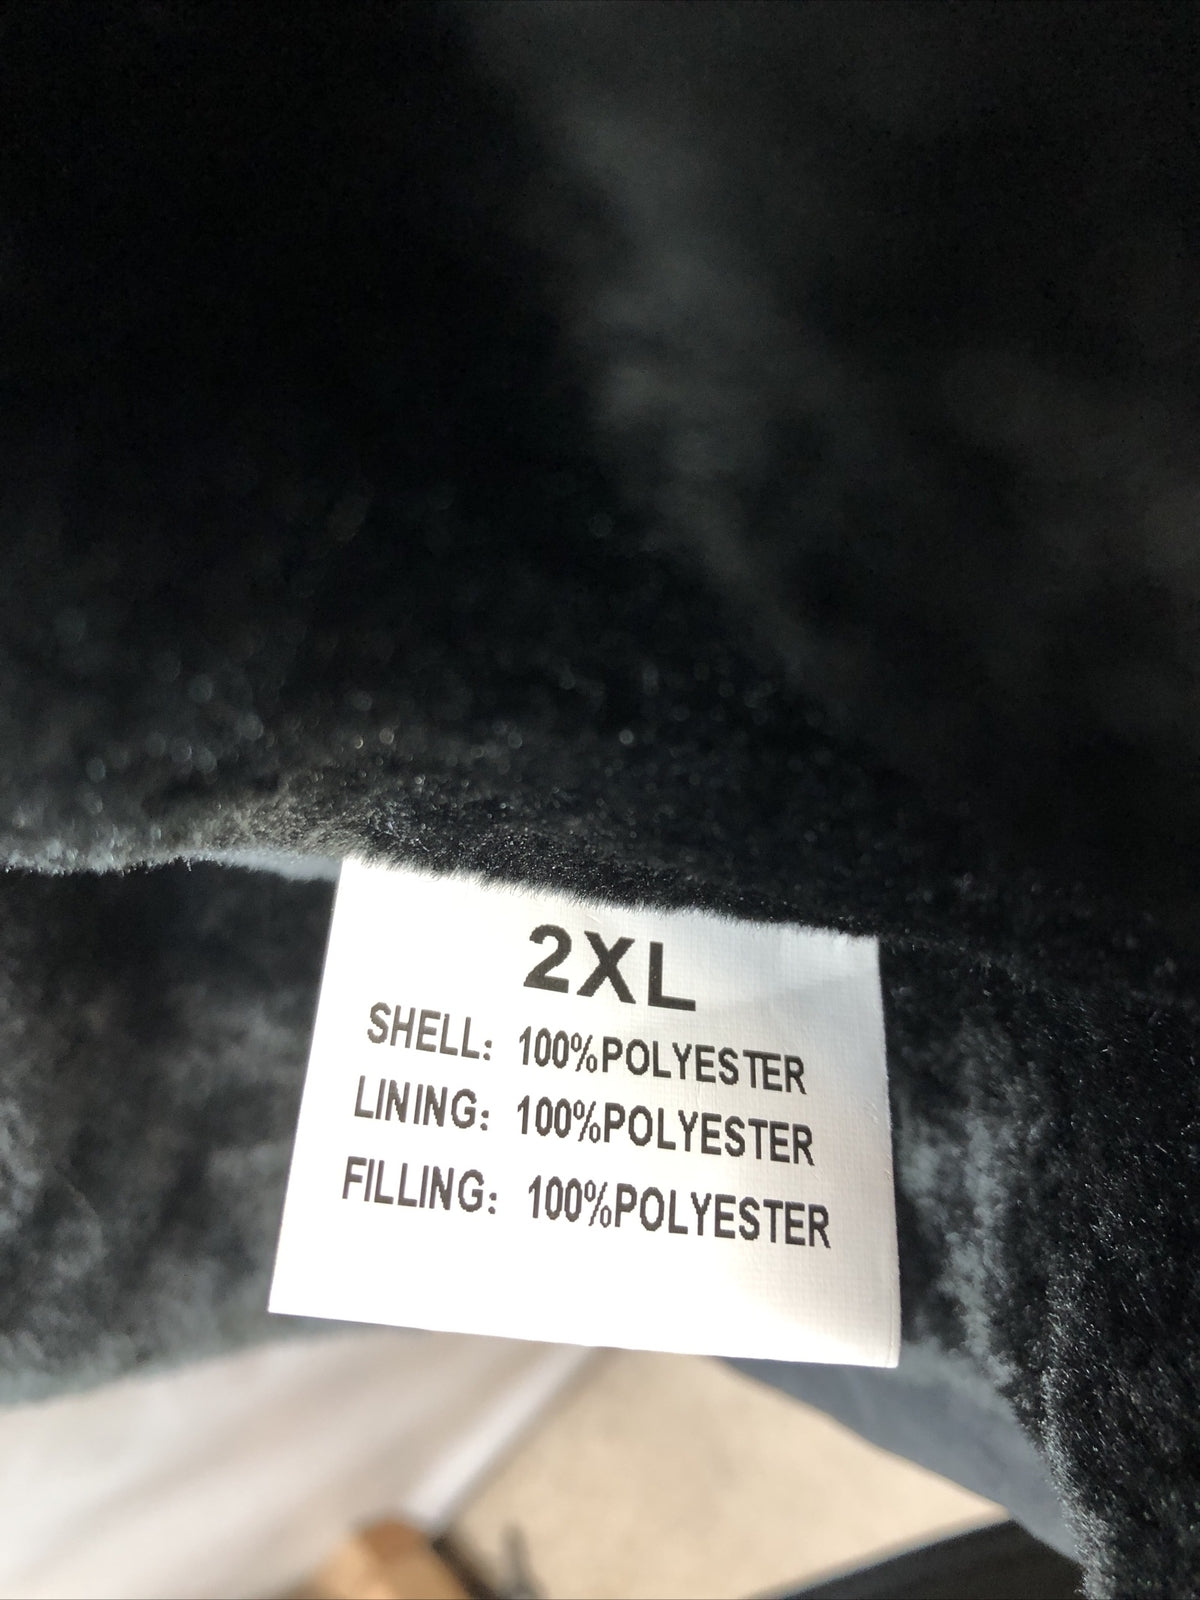 2XL
SHELL: 100%POLYESTER
LINING: 100%POLYESTER
FILLING: 100%POLYESTER